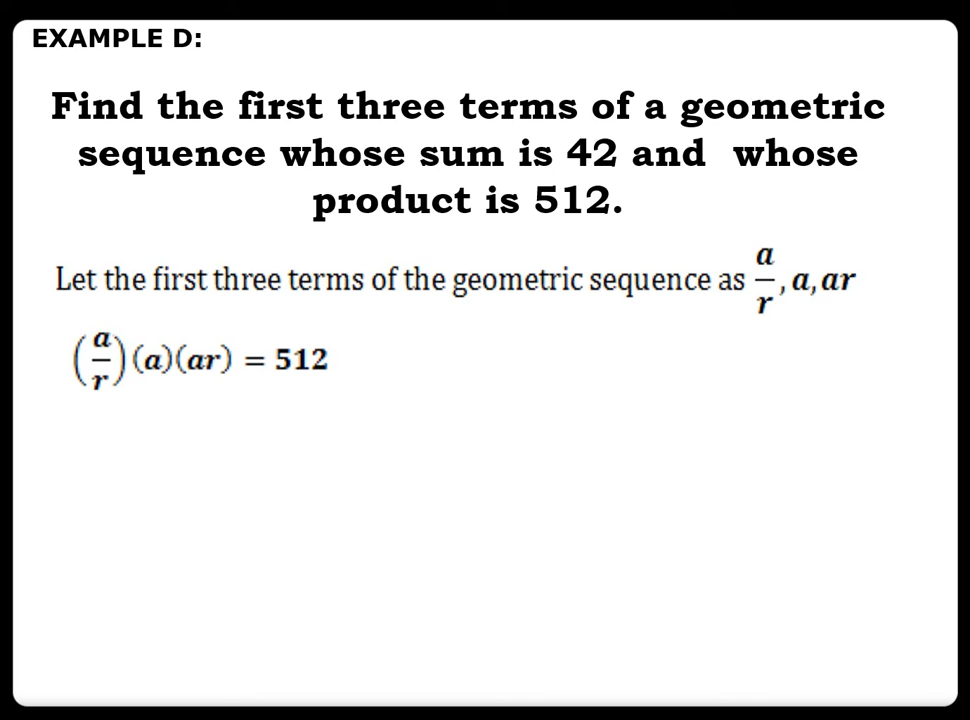 EXAMPLE D:
Find the first three terms of a geometric
sequence whose sum is 42 and whose
product is 512.
Let the first three terms of the geometric sequence as a/r, a, ar
(a/r)(a)(ar) = 512